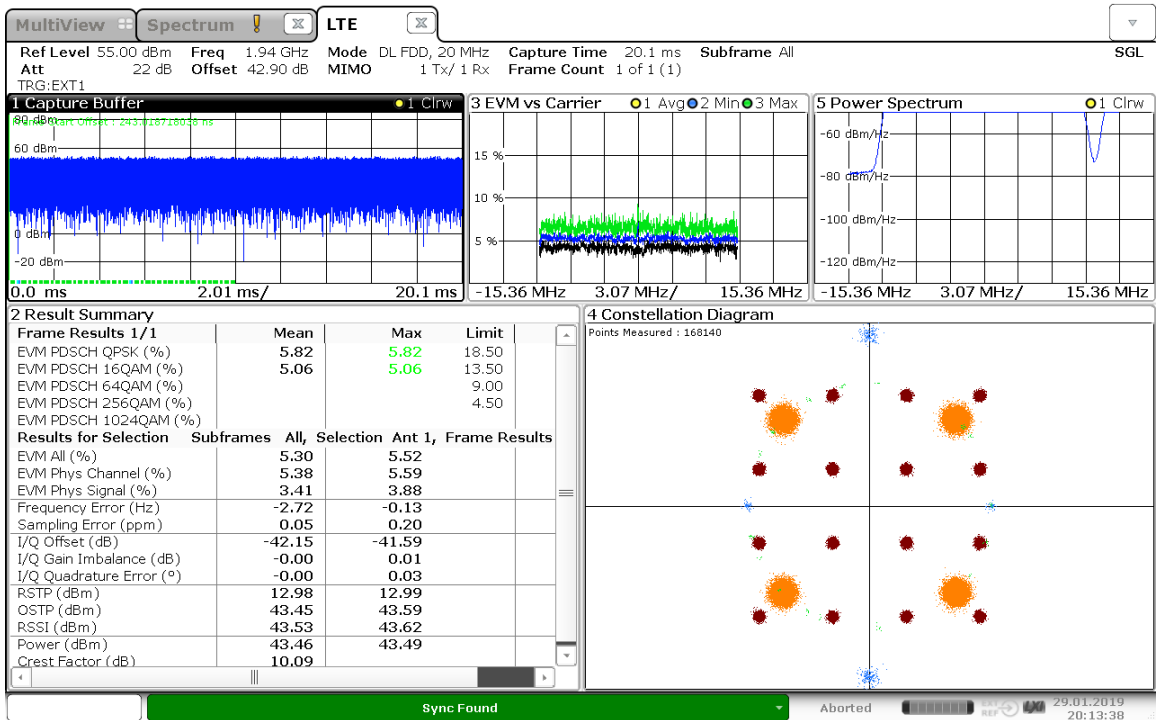 MultiView Spectrum LTE
Ref Level 55.00 dBm Freq 1.94 GHz Mode DL FDD, 20 MHz Capture Time 20.1 ms Subframe All SGL
Att 22 dB Offset 42.90 dB MIMO 1 Tx/ 1 Rx Frame Count 1 of 1 (1)
TRG:EXT1
1 Capture Buffer 1 Clrw
80 dBm
Frame Start Offset : 243.018718038 ns
60 dBm
0 dBm
-20 dBm
0.0 ms 2.01 ms/ 20.1 ms
3 EVM vs Carrier 1 Avg 2 Min 3 Max
15 %
10 %
5 %
-15.36 MHz 3.07 MHz/ 15.36 MHz
5 Power Spectrum 1 Clrw
-60 dBm/Hz
-80 dBm/Hz
-100 dBm/Hz
-120 dBm/Hz
-15.36 MHz 3.07 MHz/ 15.36 MHz
2 Result Summary
Frame Results 1/1 Mean Max Limit
EVM PDSCH QPSK (%) 5.82 5.82 18.50
EVM PDSCH 16QAM (%) 5.06 5.06 13.50
EVM PDSCH 64QAM (%) 9.00
EVM PDSCH 256QAM (%) 4.50
EVM PDSCH 1024QAM (%)
Results for Selection Subframes All, Selection Ant 1, Frame Results
EVM All (%) 5.30 5.52
EVM Phys Channel (%) 5.38 5.59
EVM Phys Signal (%) 3.41 3.88
Frequency Error (Hz) -2.72 -0.13
Sampling Error (ppm) 0.05 0.20
I/Q Offset (dB) -42.15 -41.59
I/Q Gain Imbalance (dB) -0.00 0.01
I/Q Quadrature Error (°) -0.00 0.03
RSTP (dBm) 12.98 12.99
OSTP (dBm) 43.45 43.59
RSSI (dBm) 43.53 43.62
Power (dBm) 43.46 43.49
Crest Factor (dB) 10.09
4 Constellation Diagram
Points Measured : 168140
Sync Found
Aborted
EXT
REF
LXI
29.01.2019
20:13:38